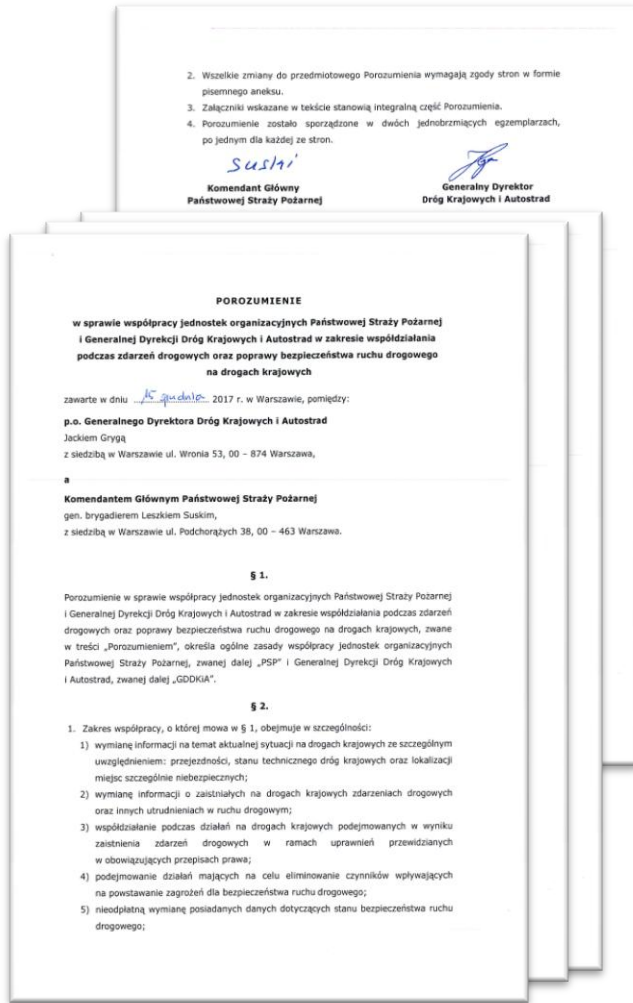 2. Wszelkie zmiany do przedmiotowego Porozumienia wymagają zgody stron w formie
pisemnego aneksu.
3. Załączniki wskazane w tekście stanowią integralną część Porozumienia.
4. Porozumienie zostało sporządzone w dwóch jednobrzmiących egzemplarzach,
po jednym dla każdej ze stron.
Suski
Komendant Główny
Państwowej Straży Pożarnej
Generalny Dyrektor
Dróg Krajowych i Autostrad
POROZUMIENIE
w sprawie współpracy jednostek organizacyjnych Państwowej Straży Pożarnej
i Generalnej Dyrekcji Dróg Krajowych i Autostrad w zakresie współdziałania
podczas zdarzeń drogowych oraz poprawy bezpieczeństwa ruchu drogowego
na drogach krajowych
zawarte w dniu 15 grudnia 2017 r. w Warszawie, pomiędzy:
p.o. Generalnego Dyrektora Dróg Krajowych i Autostrad
Jackiem Grygą
z siedzibą w Warszawie ul. Wronia 53, 00 – 874 Warszawa,
a
Komendantem Głównym Państwowej Straży Pożarnej
gen. brygadierem Leszkiem Suskim,
z siedzibą w Warszawie ul. Podchorążych 38, 00 – 463 Warszawa.
§ 1.
Porozumienie w sprawie współpracy jednostek organizacyjnych Państwowej Straży Pożarnej
i Generalnej Dyrekcji Dróg Krajowych i Autostrad w zakresie współdziałania podczas zdarzeń
drogowych oraz poprawy bezpieczeństwa ruchu drogowego na drogach krajowych, zwane
w treści „Porozumieniem”, określa ogólne zasady współpracy jednostek organizacyjnych
Państwowej Straży Pożarnej, zwanej dalej „PSP” i Generalnej Dyrekcji Dróg Krajowych
i Autostrad, zwanej dalej „GDDKiA”.
§ 2.
1. Zakres współpracy, o której mowa w § 1, obejmuje w szczególności:
1) wymianę informacji na temat aktualnej sytuacji na drogach krajowych ze szczególnym
uwzględnieniem: przejezdności, stanu technicznego dróg krajowych oraz lokalizacji
miejsc szczególnie niebezpiecznych;
2) wymianę informacji o zaistniałych na drogach krajowych zdarzeniach drogowych
oraz innych utrudnieniach w ruchu drogowym;
3) współdziałanie podczas działań na drogach krajowych podejmowanych w wyniku
zaistnienia zdarzeń drogowych w ramach uprawnień przewidzianych
w obowiązujących przepisach prawa;
4) podejmowanie działań mających na celu eliminowanie czynników wpływających
na powstawanie zagrożeń dla bezpieczeństwa ruchu drogowego;
5) nieodpłatną wymianę posiadanych danych dotyczących stanu bezpieczeństwa ruchu
drogowego;